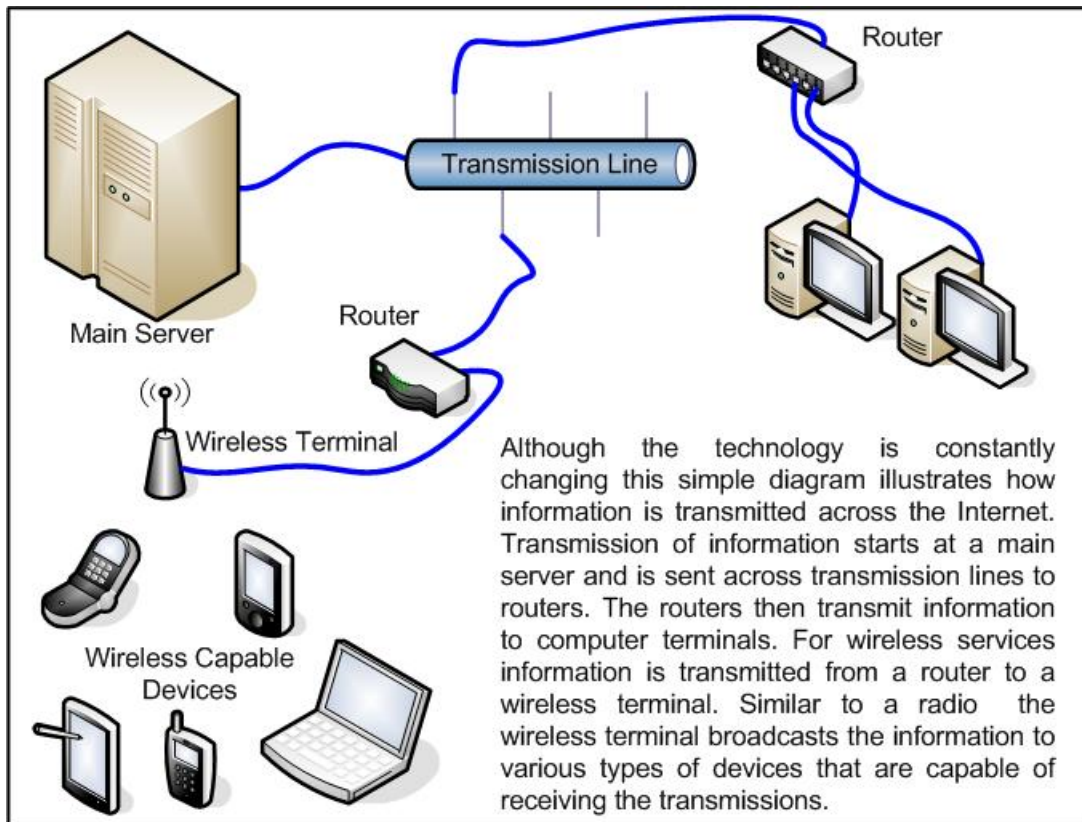 Router
Transmission Line
Main Server
Router
Wireless Terminal
Although the technology is constantly
changing this simple diagram illustrates how
information is transmitted across the Internet.
Transmission of information starts at a main
server and is sent across transmission lines to
routers. The routers then transmit information
to computer terminals. For wireless services
information is transmitted from a router to a
wireless terminal. Similar to a radio the
wireless terminal broadcasts the information to
various types of devices that are capable of
receiving the transmissions.
Wireless Capable
Devices